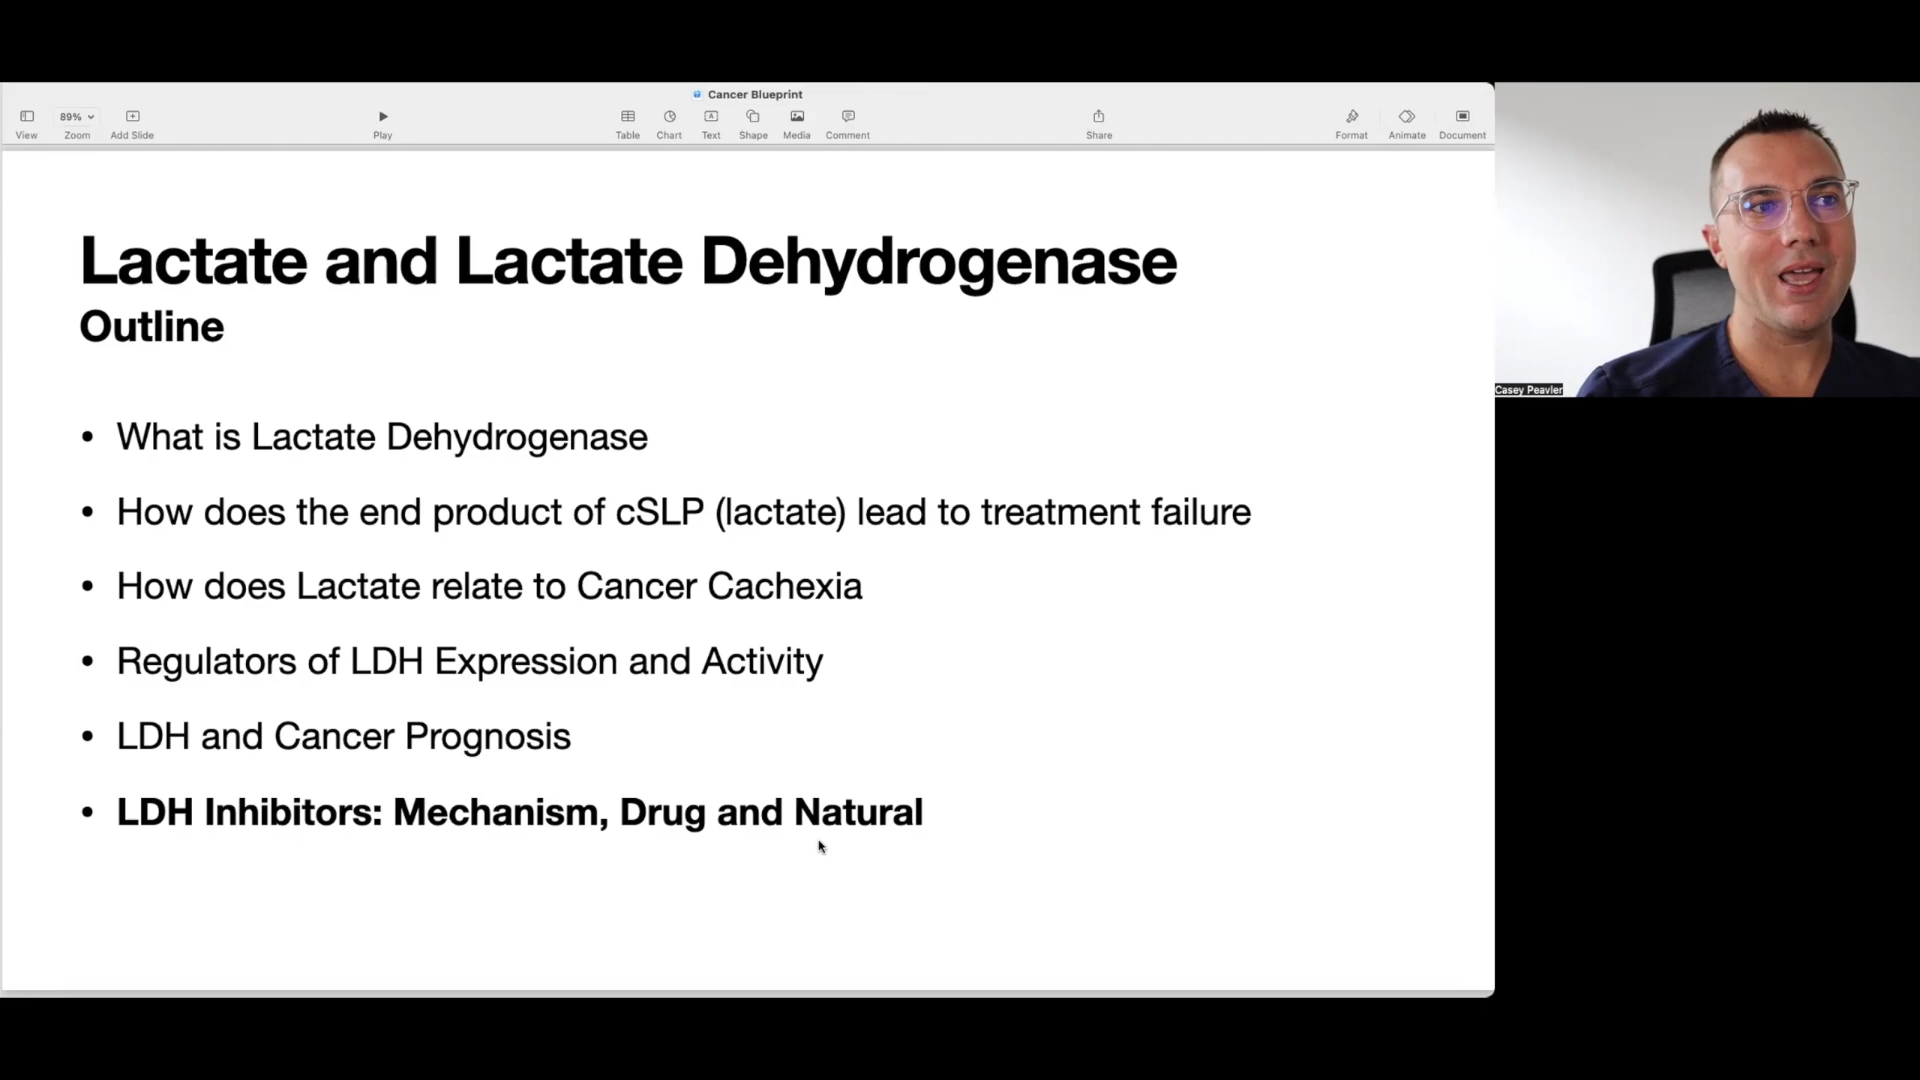 Cancer Blueprint
89%
View
Zoom
Add Slide
Play
Table
Chart
Text
Shape
Media
Comment
Share
Format
Animate
Document
Lactate and Lactate Dehydrogenase
Outline
• What is Lactate Dehydrogenase
• How does the end product of cSLP (lactate) lead to treatment failure
• How does Lactate relate to Cancer Cachexia
• Regulators of LDH Expression and Activity
• LDH and Cancer Prognosis
• LDH Inhibitors: Mechanism, Drug and Natural
Casey Peavler